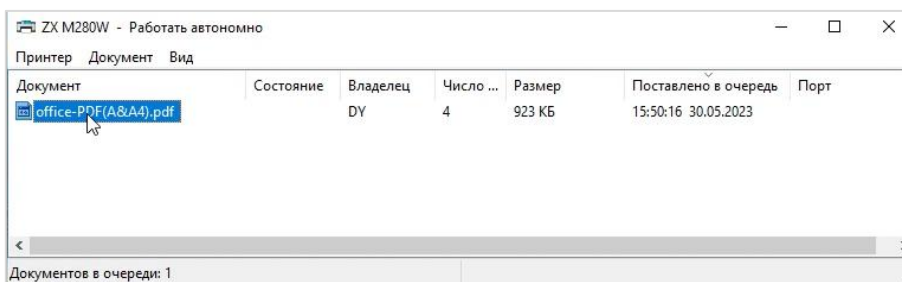 ZX M280W - Работать автономно
Принтер Документ Вид
Документ Состояние Владелец Число ... Размер Поставлено в очередь Порт
office-PDF(A&A4).pdf DY 4 923 КБ 15:50:16 30.05.2023
Документов в очереди: 1